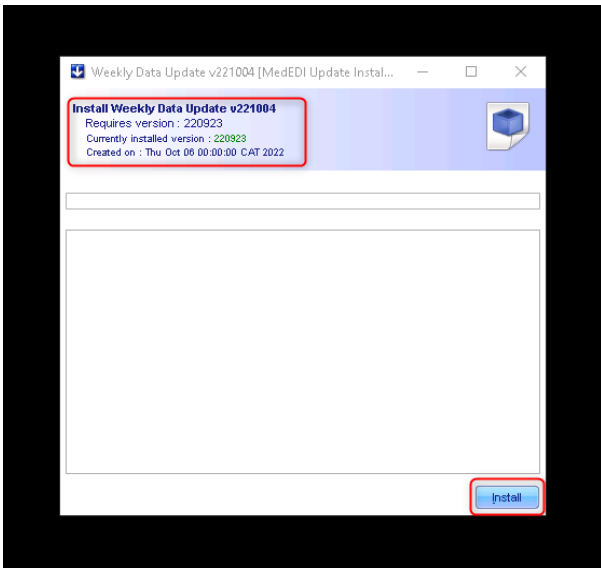 Weekly Data Update v221004 [MedEDI Update Instal...
Install Weekly Data Update v221004
Requires version : 220923
Currently installed version : 220923
Created on : Thu Oct 06 00:00:00 CAT 2022
Install